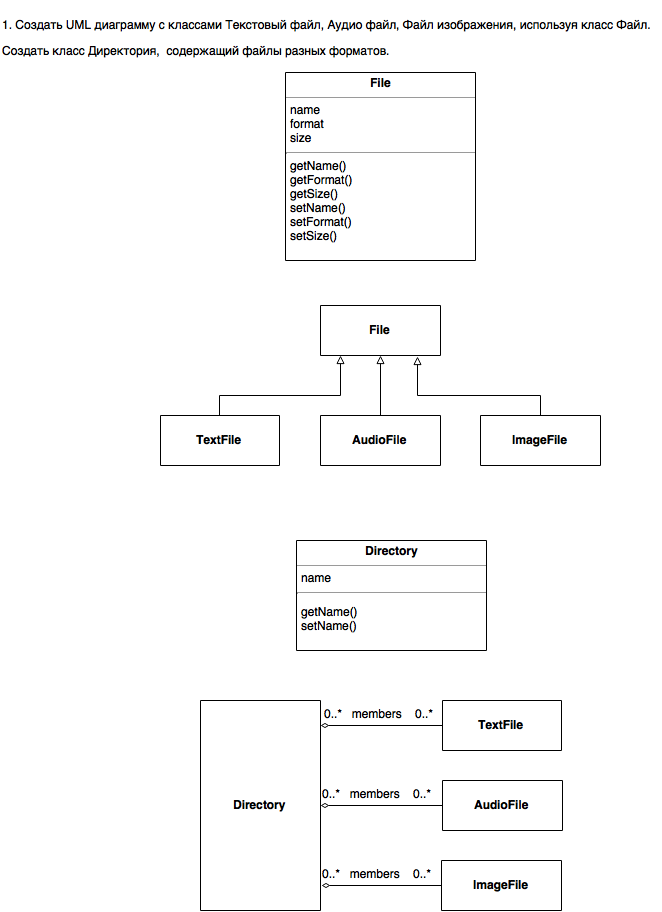 1. Создать UML диаграмму с классами Текстовый файл, Аудио файл, Файл изображения, используя класс Файл.
Создать класс Директория, содержащий файлы разных форматов.
File
name
format
size
getName()
getFormat()
getSize()
setName()
setFormat()
setSize()
File
TextFile AudioFile ImageFile
Directory
name
getName()
setName()
0..* members 0..*
TextFile
Directory
0..* members 0..*
AudioFile
0..* members 0..*
ImageFile